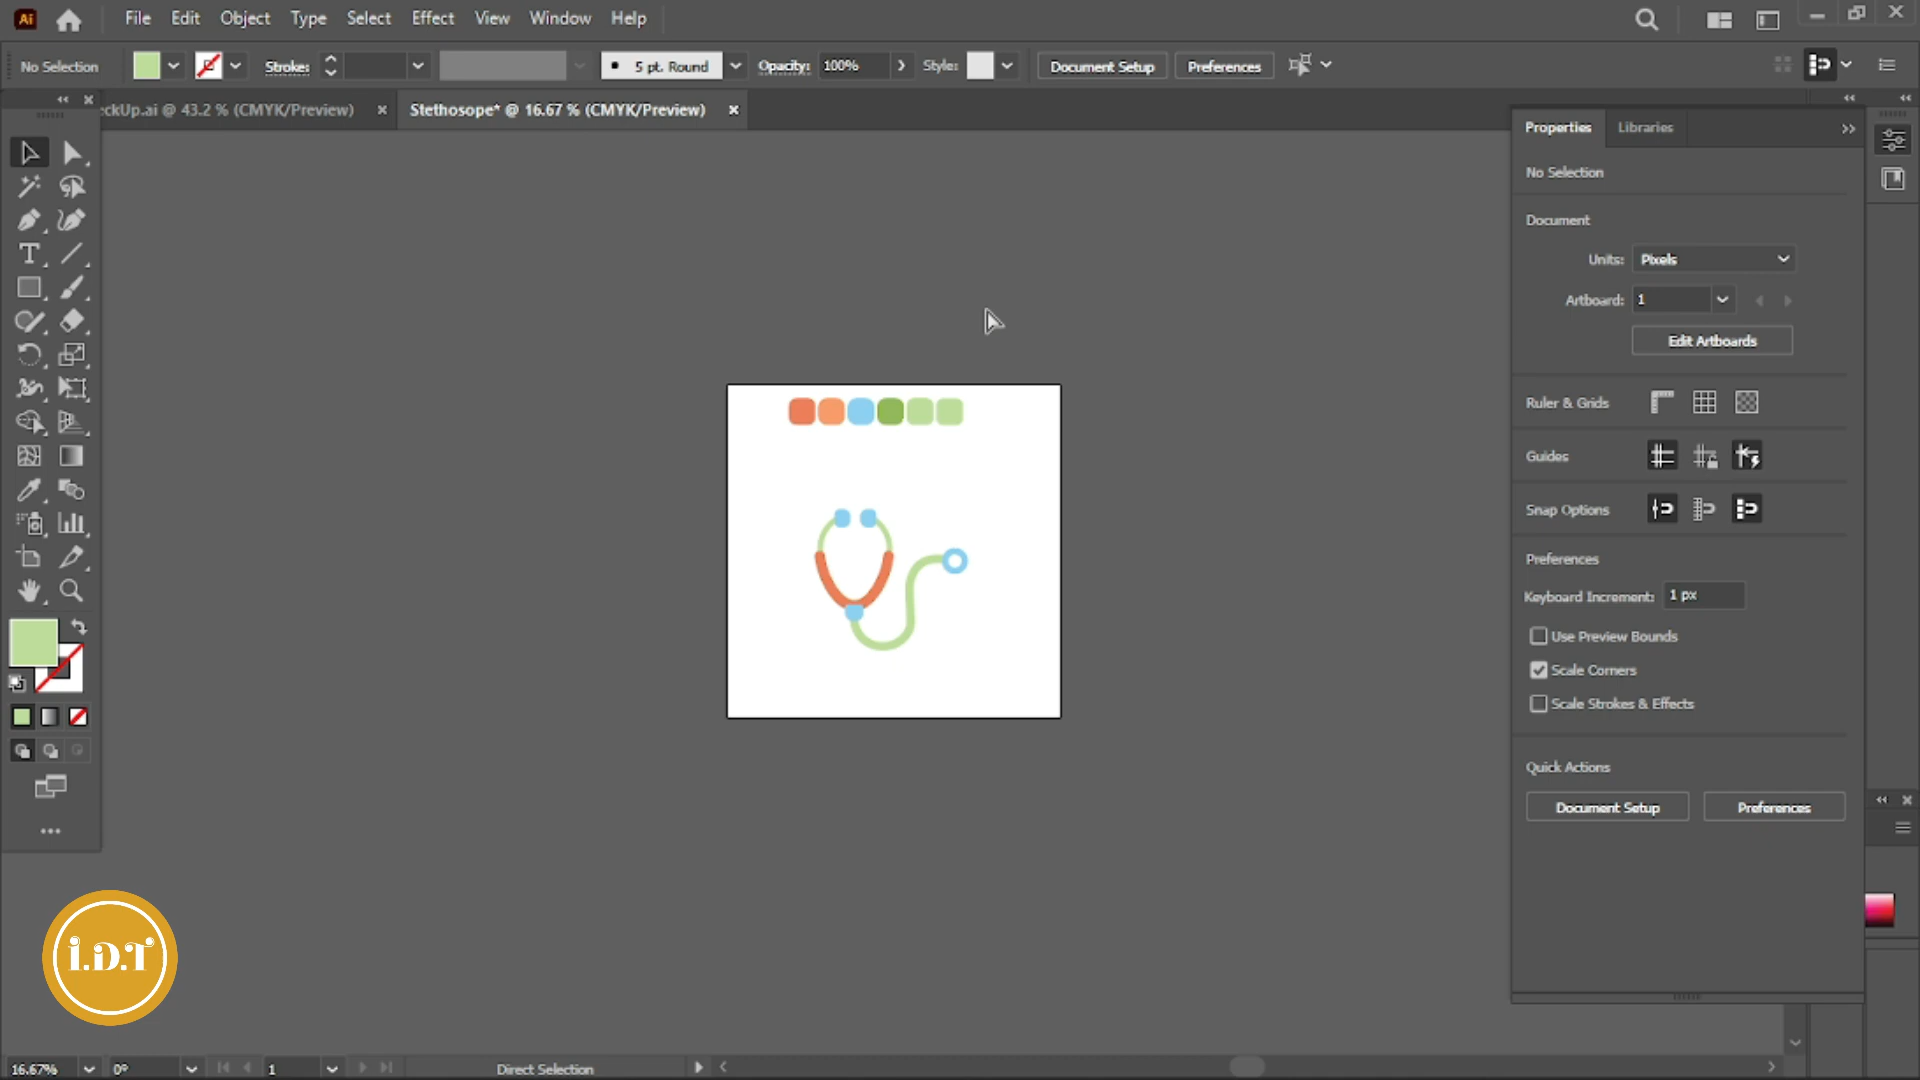 Ai File Edit Object Type Select Effect View Window Help
No Selection Stroke: 5 pt. Round Opacity: 100% Style: Document Setup Preferences
eckUp.ai @ 43.2 % (CMYK/Preview) Stethosope* @ 16.67 % (CMYK/Preview)
Properties Libraries
No Selection
Document
Units: Pixels
Artboard: 1
Edit Artboards
Ruler & Grids
Guides
Snap Options
Preferences
Keyboard Increment: 1 px
Use Preview Bounds
Scale Corners
Scale Strokes & Effects
Quick Actions
Document Setup Preferences
i.D.T
16.67% 0° 1 Direct Selection